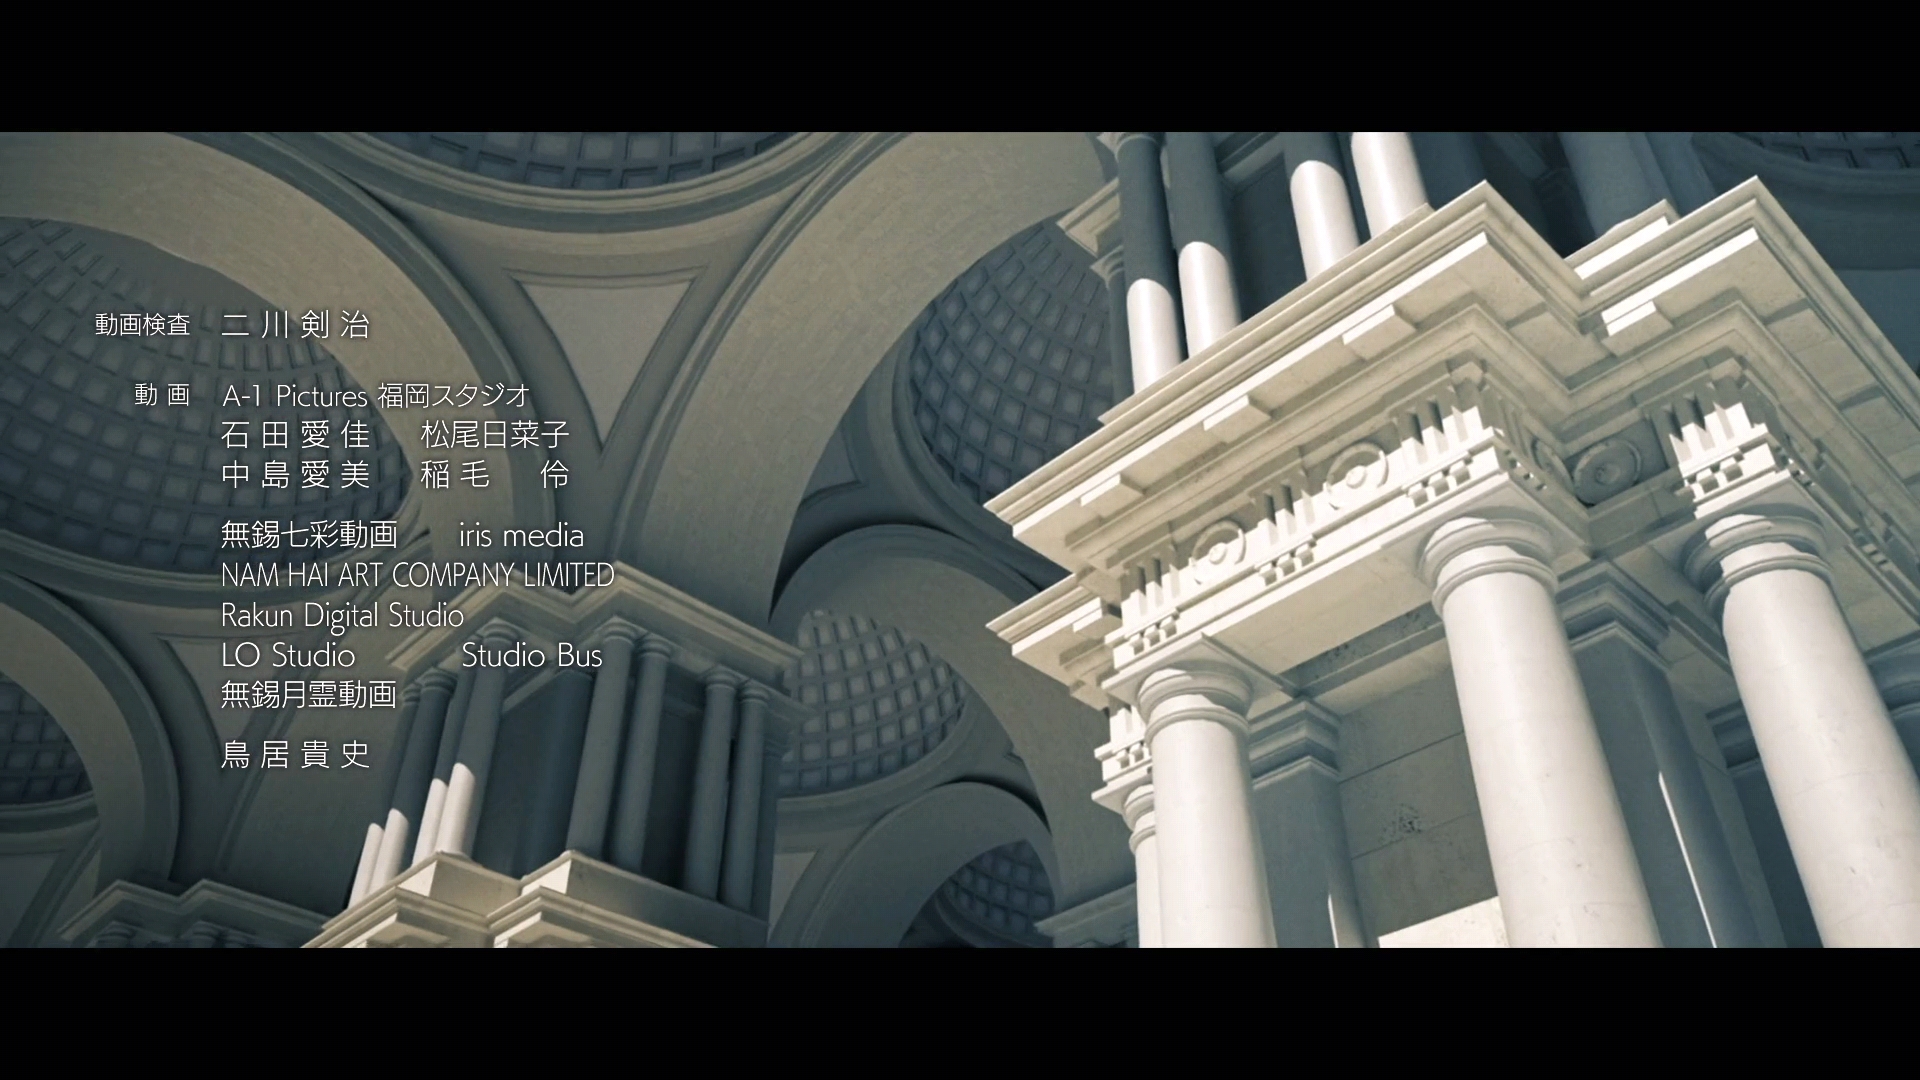 動画検査 二川剣治
動画 A-1 Pictures 福岡スタジオ
石田愛佳 松尾日菜子
中島愛美 稲毛 伶
無錫七彩動画 iris media
NAM HAI ART COMPANY LIMITED
Rakun Digital Studio
LO Studio Studio Bus
無錫月霊動画
鳥居貴史